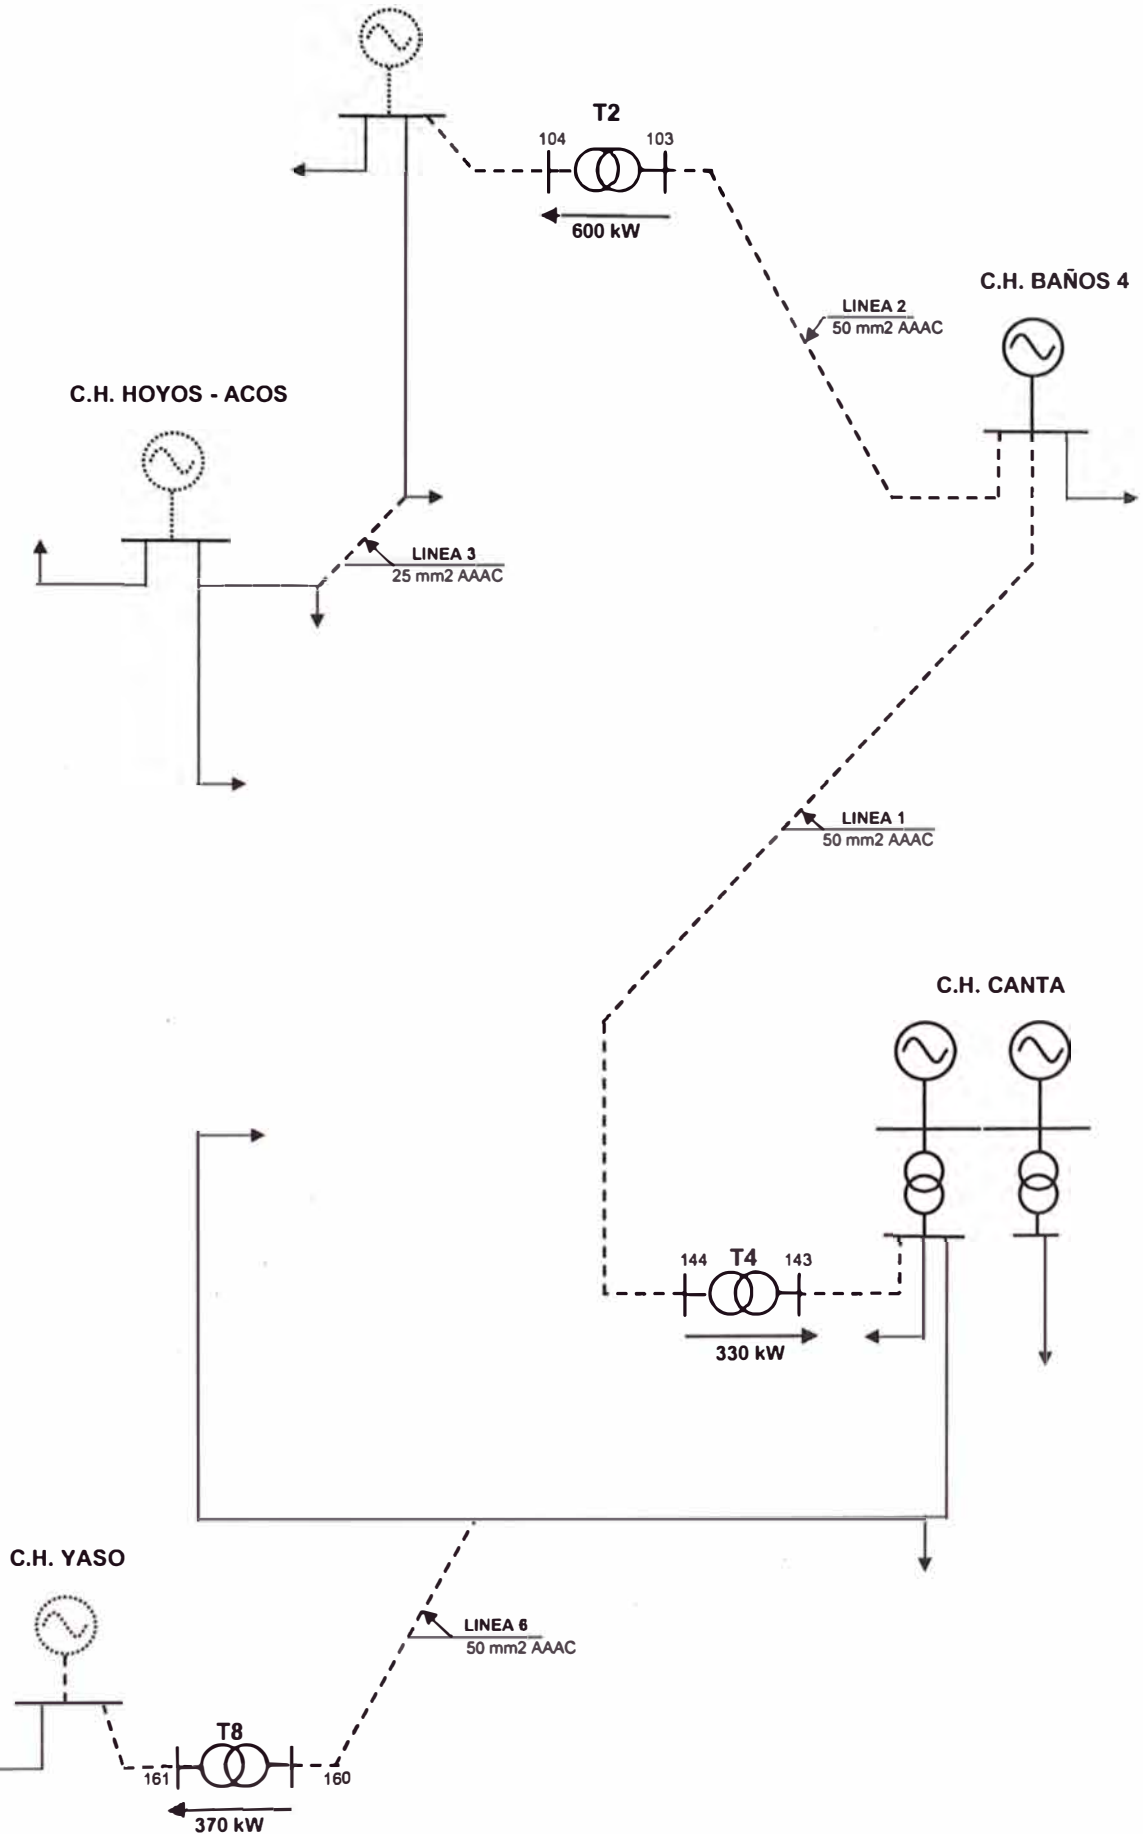 T2
104
103
600 kW
C.H. BAÑOS 4
LINEA 2
50 mm2 AAAC
C.H. HOYOS - ACOS
LINEA 3
25 mm2 AAAC
LINEA 1
50 mm2 AAAC
C.H. CANTA
144
T4
143
330 kW
C.H. YASO
LINEA 6
50 mm2 AAAC
T8
161
160
370 kW